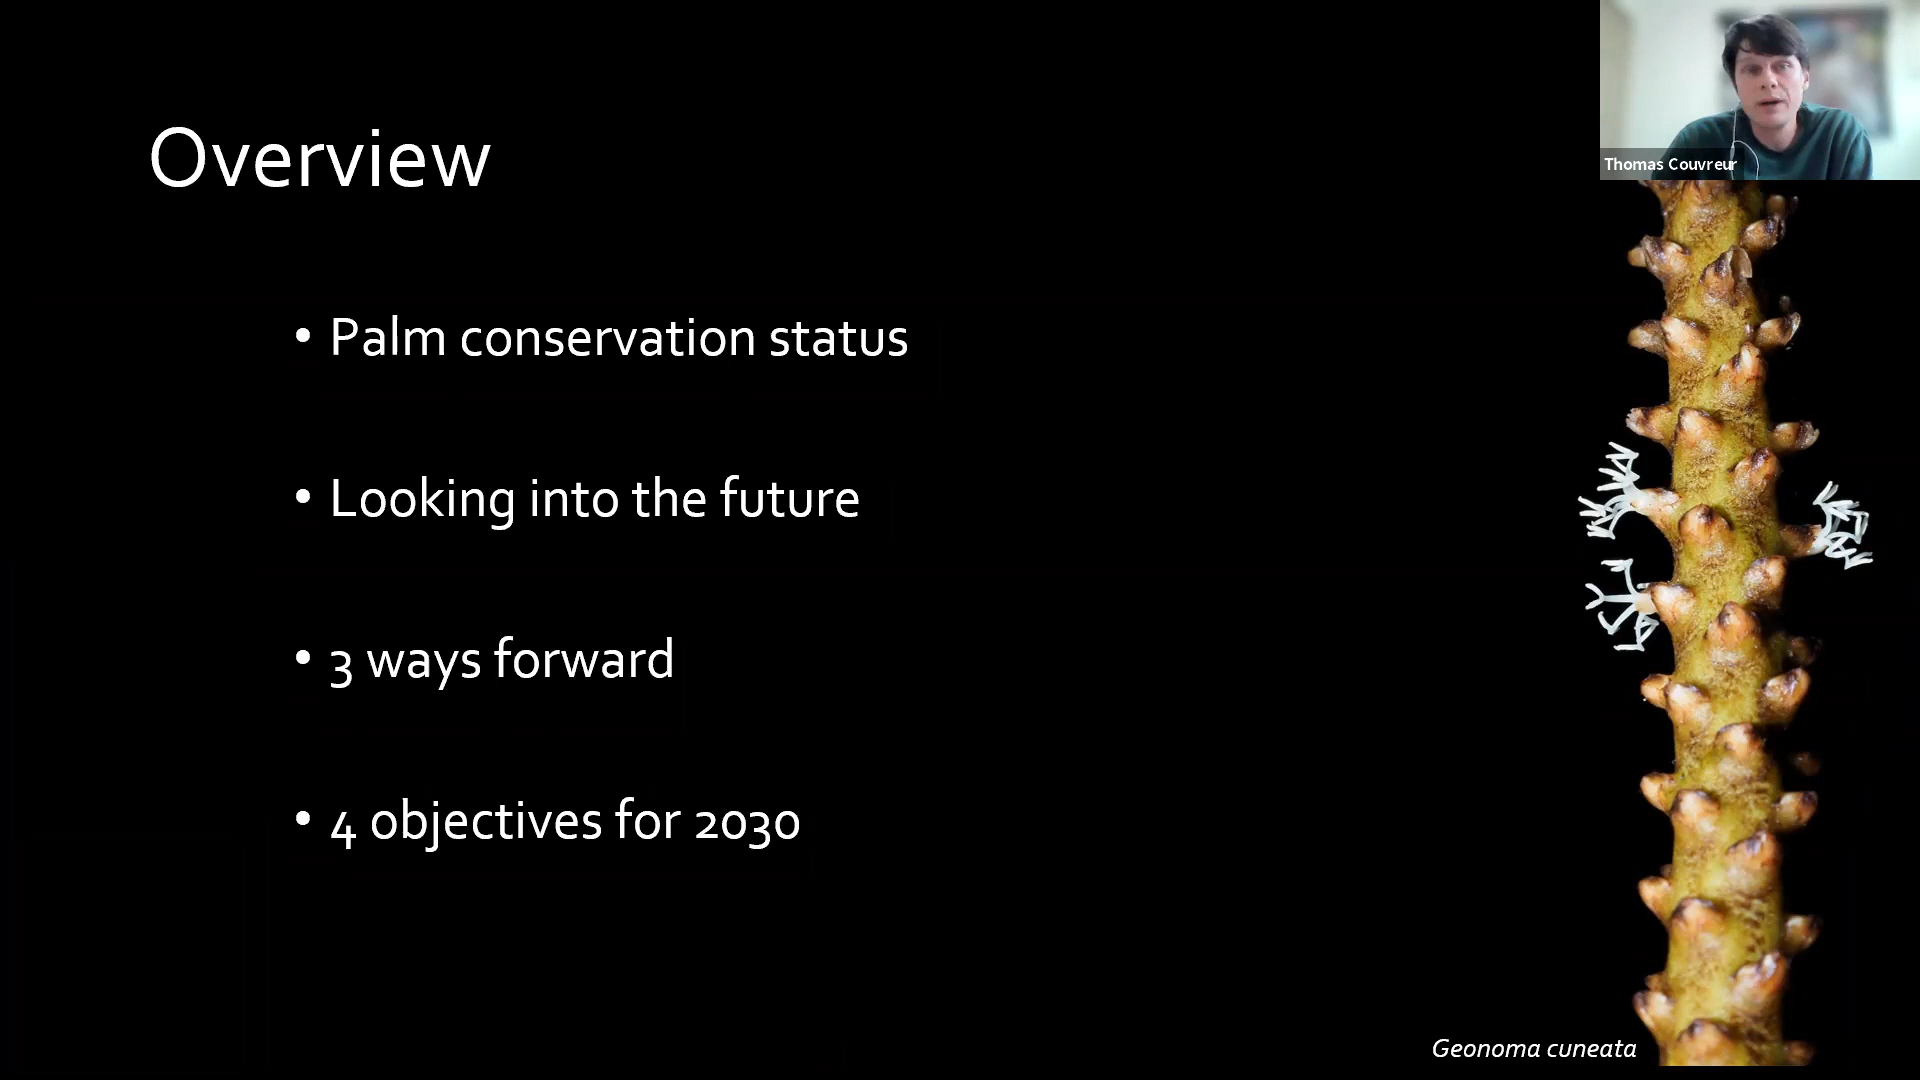 Thomas Couvreur
Overview
• Palm conservation status
• Looking into the future
• 3 ways forward
• 4 objectives for 2030
Geonoma cuneata